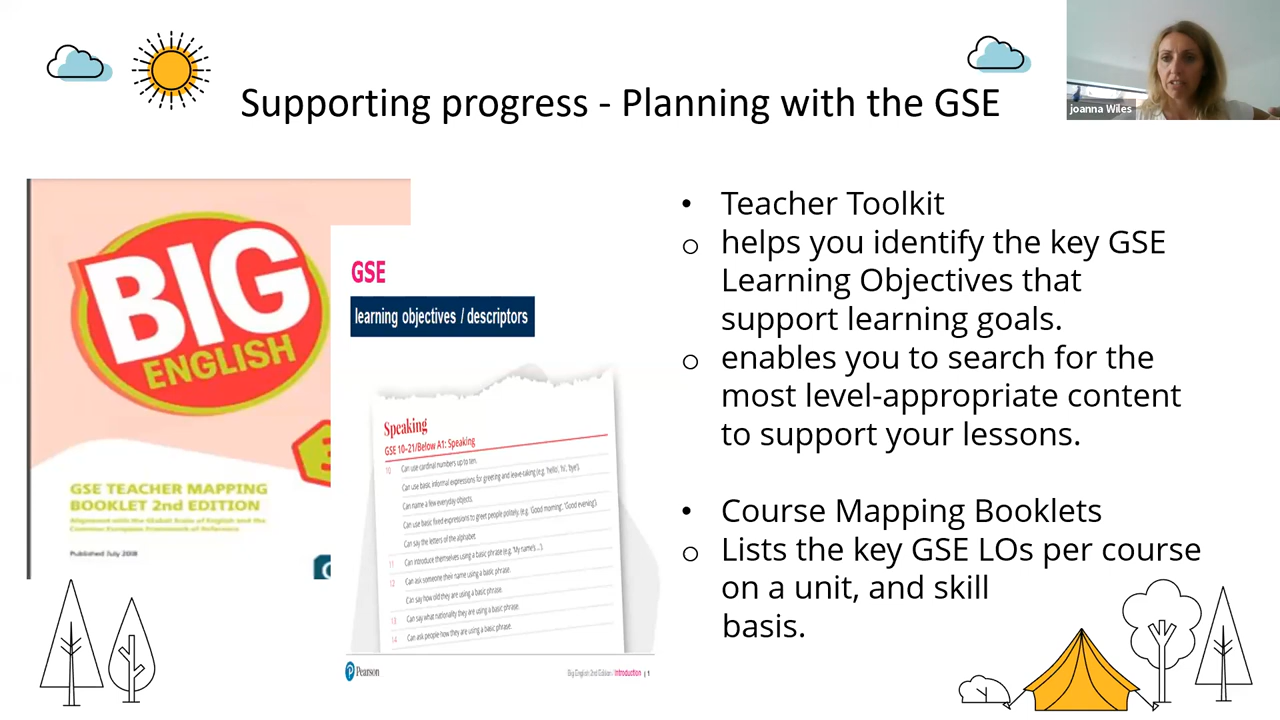 Supporting progress - Planning with the GSE
joanna Wiles
BIG
ENGLISH
GSE TEACHER MAPPING
BOOKLET 2nd EDITION
Alignment with the Global Scale of English and the
Common European Framework of Reference
Published July 2018
GSE
learning objectives / descriptors
Speaking
GSE 10–21/Below A1: Speaking
10 Can use cardinal numbers up to ten.
Can use basic informal expressions for greeting and leave-taking (e.g. 'hello', 'hi', 'bye').
Can name a few everyday objects.
Can use basic fixed expressions to greet people politely. (e.g. 'Good morning', 'Good evening').
Can say the letters of the alphabet.
11 Can introduce themselves using a basic phrase (e.g. 'My name's ...').
12 Can ask someone their name using a basic phrase.
Can say how old they are using a basic phrase.
13 Can say what nationality they are using a basic phrase.
14 Can ask people how they are using a basic phrase.
Pearson
Big English 2nd Edition / Introduction | 1
• Teacher Toolkit
o helps you identify the key GSE
Learning Objectives that
support learning goals.
o enables you to search for the
most level-appropriate content
to support your lessons.
• Course Mapping Booklets
o Lists the key GSE LOs per course
on a unit, and skill
basis.